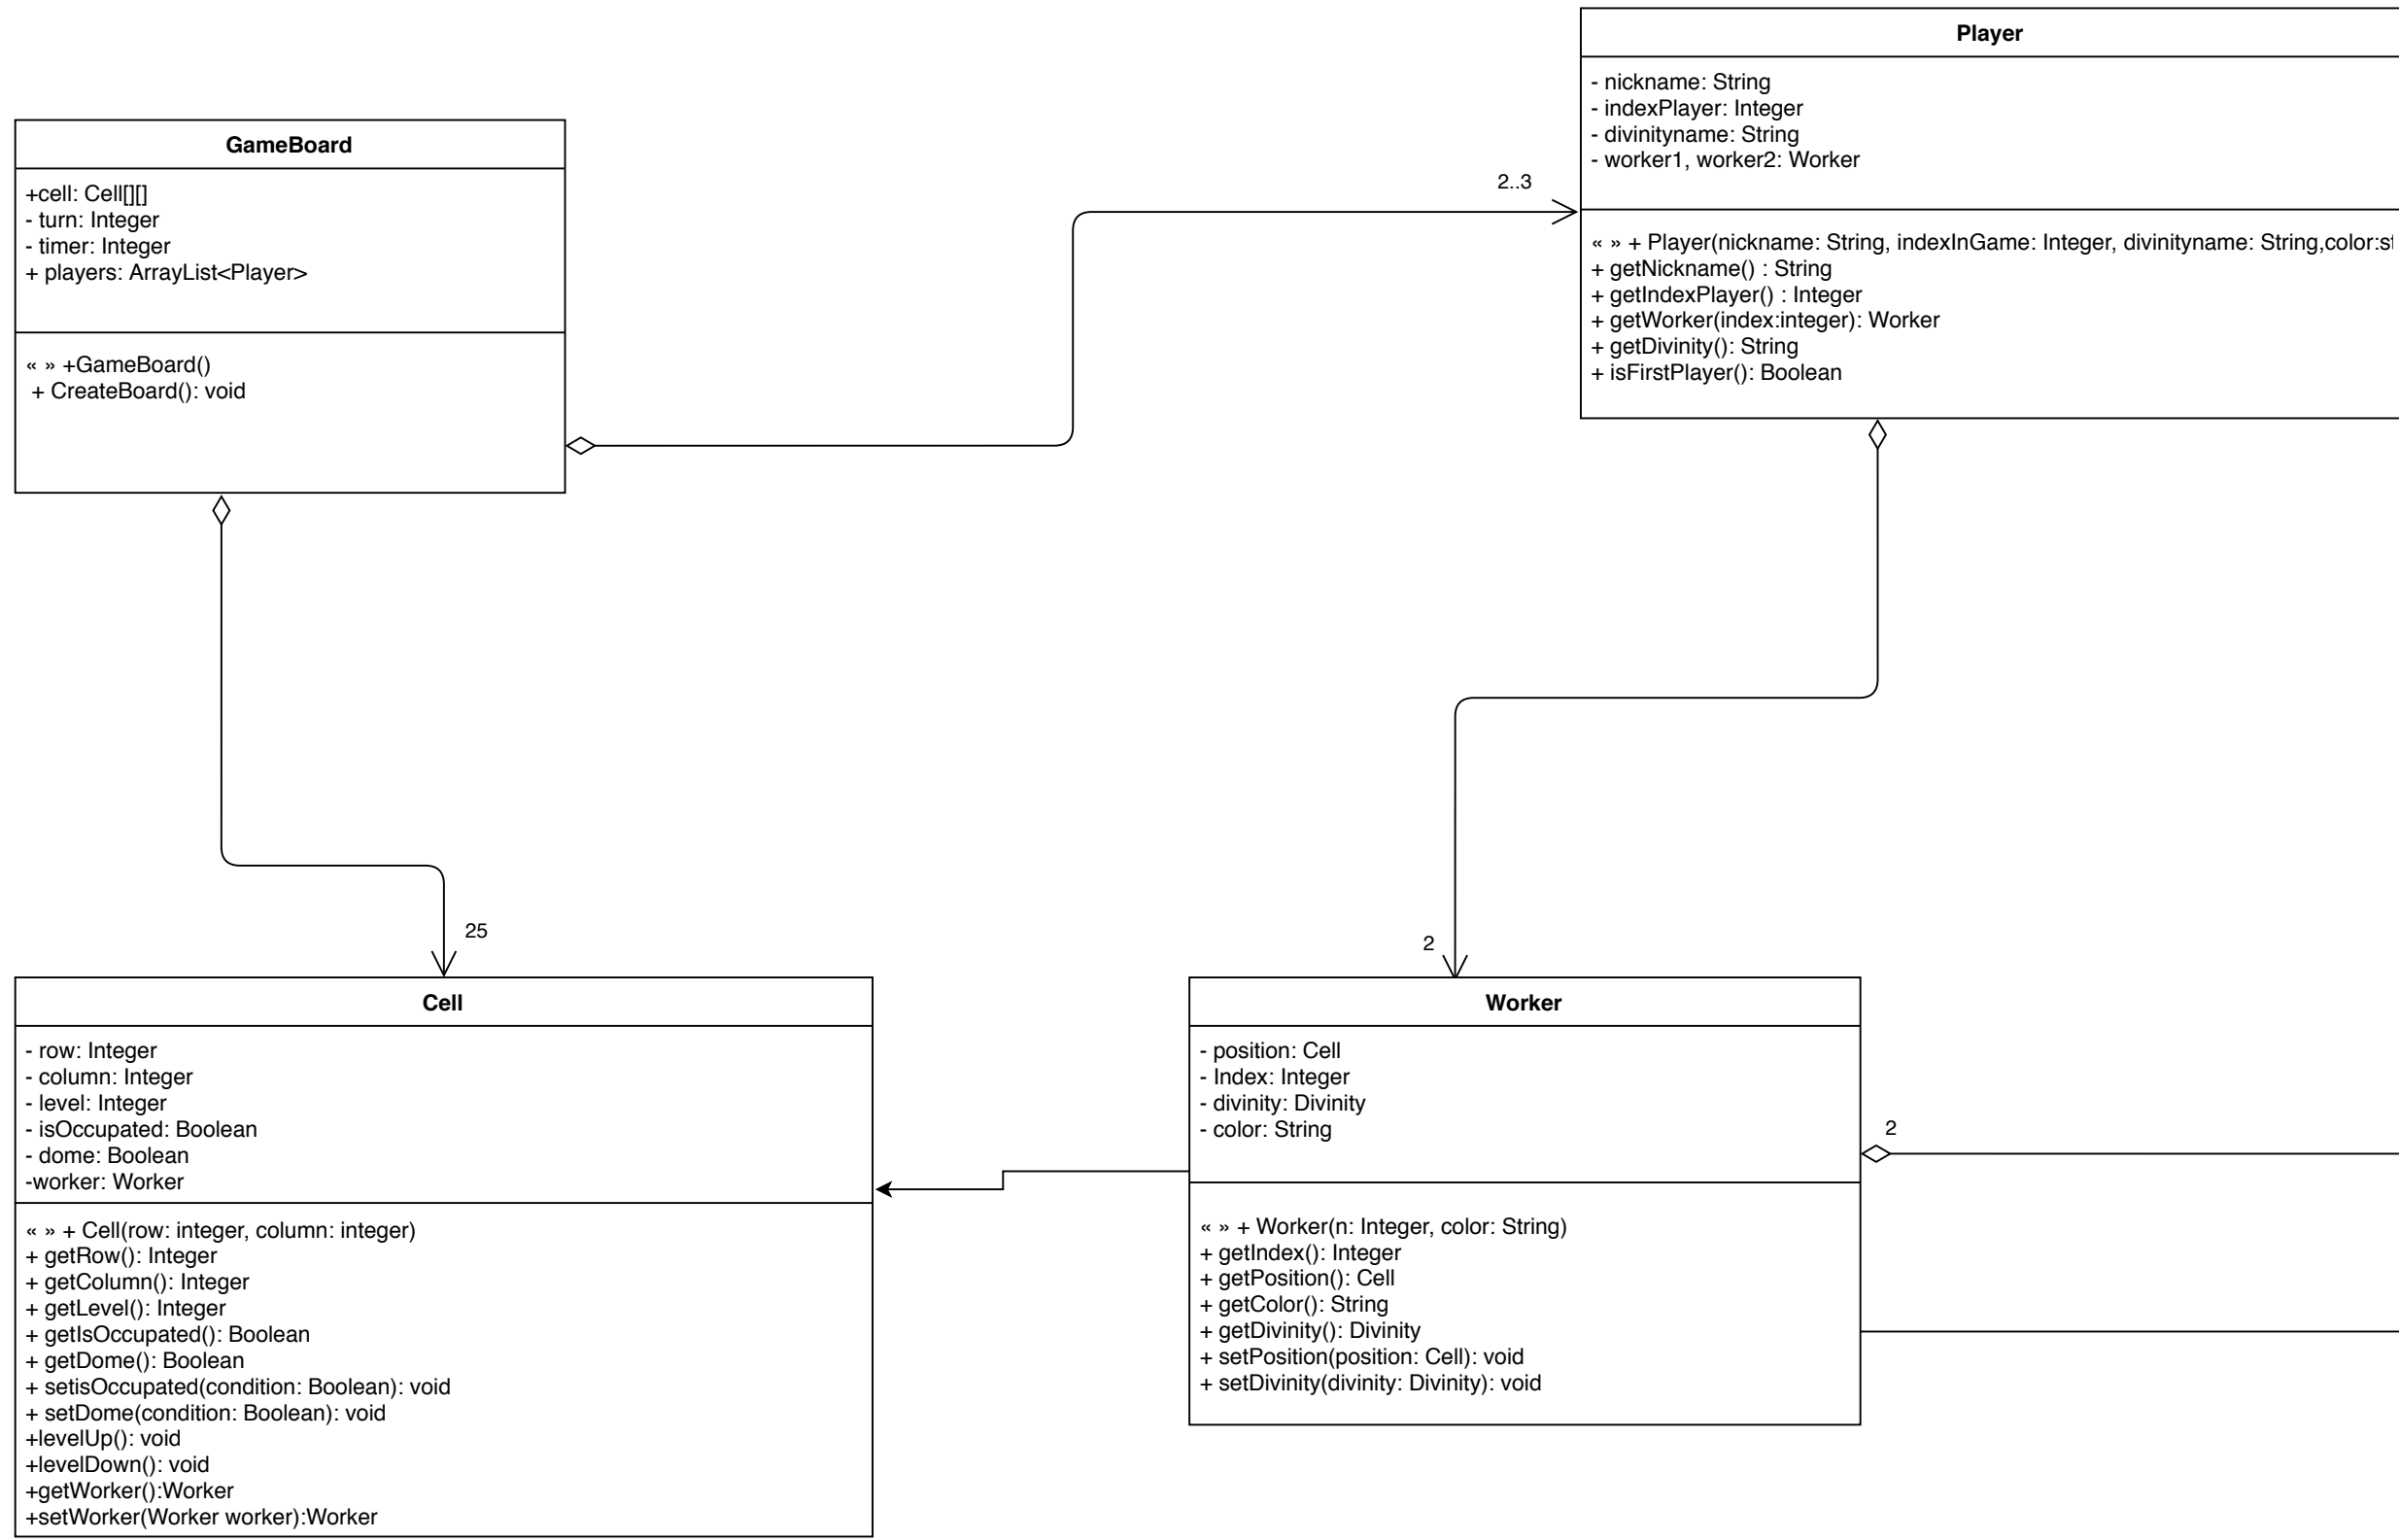 GameBoard
+cell: Cell[][]
- turn: Integer
- timer: Integer
+ players: ArrayList<Player>
« » +GameBoard()
+ CreateBoard(): void
2..3
Player
- nickname: String
- indexPlayer: Integer
- divinityname: String
- worker1, worker2: Worker
« » + Player(nickname: String, indexInGame: Integer, divinityname: String,color:
+ getNickname() : String
+ getIndexPlayer() : Integer
+ getWorker(index:integer): Worker
+ getDivinity(): String
+ isFirstPlayer(): Boolean
25
2
Cell
- row: Integer
- column: Integer
- level: Integer
- isOccupated: Boolean
- dome: Boolean
-worker: Worker
« » + Cell(row: integer, column: integer)
+ getRow(): Integer
+ getColumn(): Integer
+ getLevel(): Integer
+ getIsOccupated(): Boolean
+ getDome(): Boolean
+ setisOccupated(condition: Boolean): void
+ setDome(condition: Boolean): void
+levelUp(): void
+levelDown(): void
+getWorker():Worker
+setWorker(Worker worker):Worker
Worker
- position: Cell
- Index: Integer
- divinity: Divinity
- color: String
2
« » + Worker(n: Integer, color: String)
+ getIndex(): Integer
+ getPosition(): Cell
+ getColor(): String
+ getDivinity(): Divinity
+ setPosition(position: Cell): void
+ setDivinity(divinity: Divinity): void